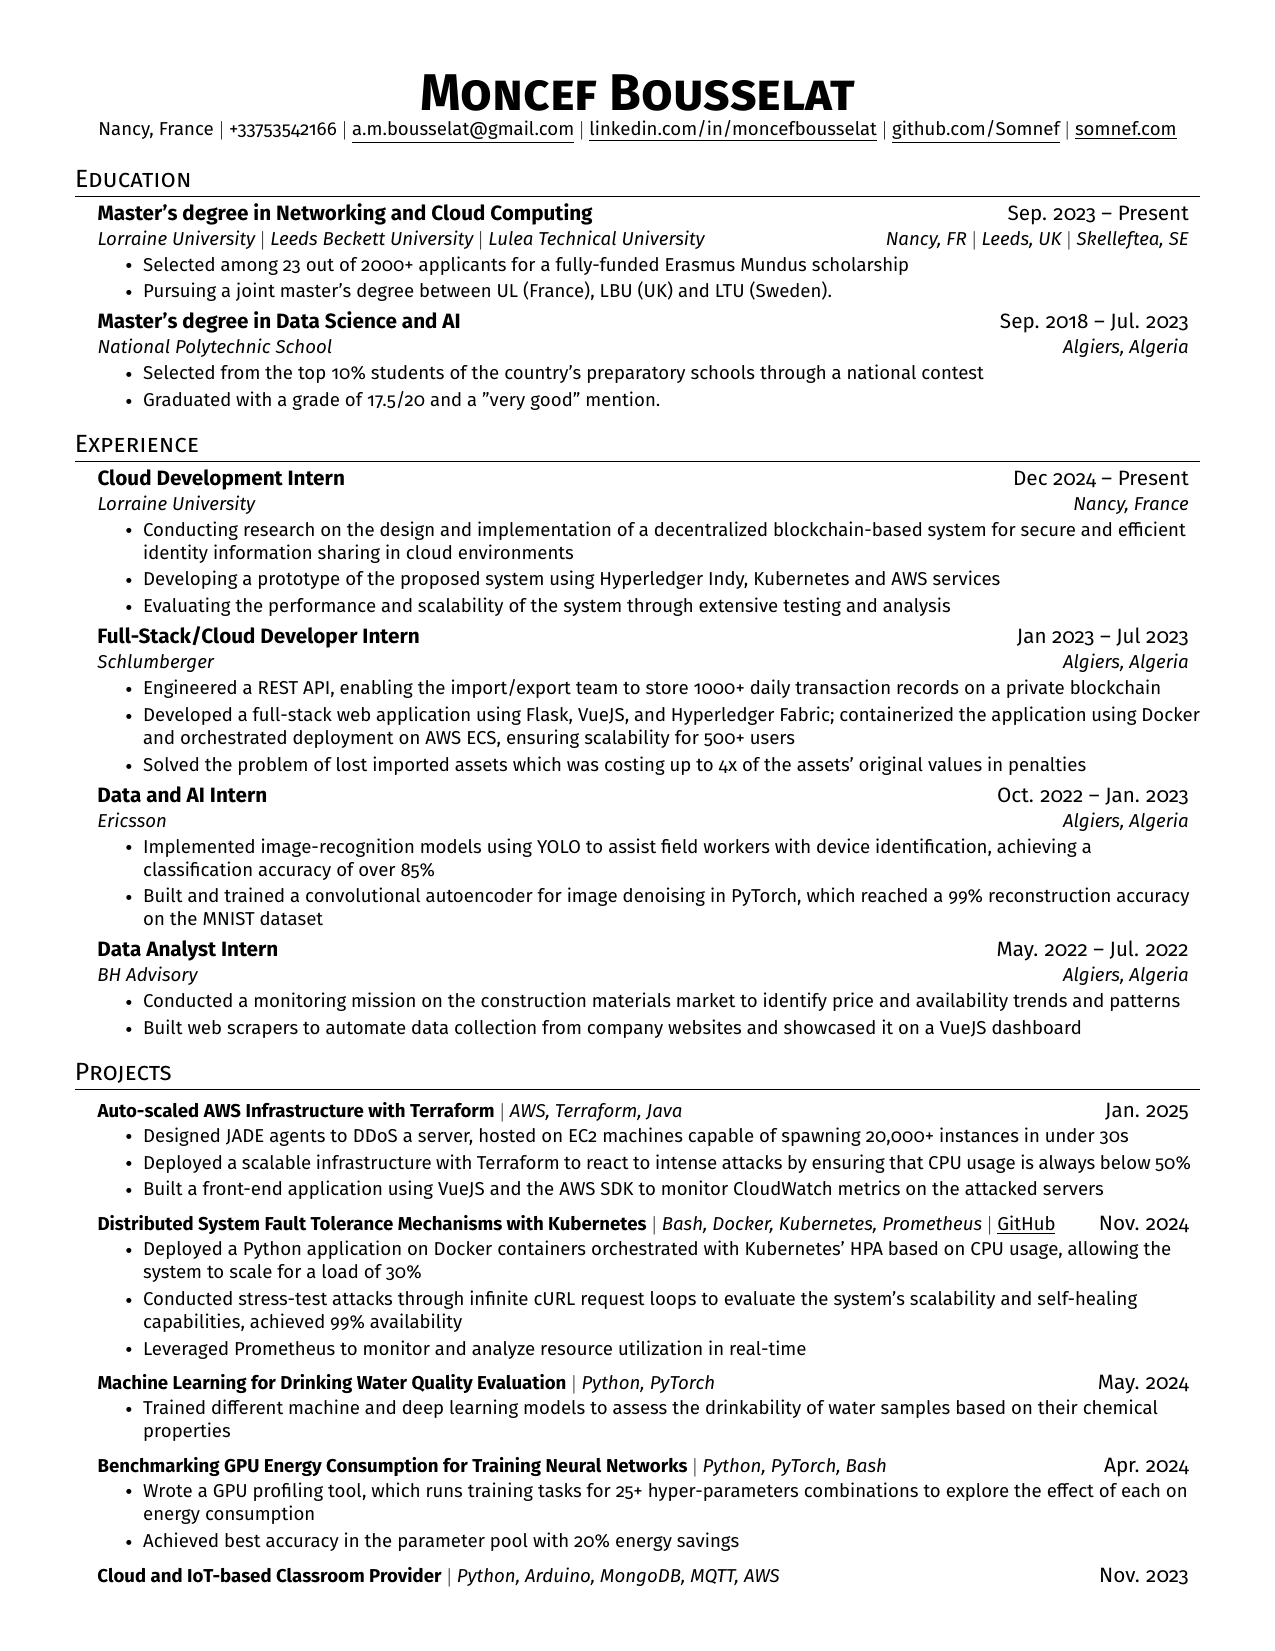 Moncef Bousselat
Nancy, France | +33753542166 | a.m.bousselat@gmail.com | linkedin.com/in/moncefbousselat | github.com/Somnef | somnef.com
Education
Master's degree in Networking and Cloud Computing Sep. 2023 – Present
Lorraine University | Leeds Beckett University | Lulea Technical University Nancy, FR | Leeds, UK | Skelleftea, SE
• Selected among 23 out of 2000+ applicants for a fully-funded Erasmus Mundus scholarship
• Pursuing a joint master's degree between UL (France), LBU (UK) and LTU (Sweden).
Master's degree in Data Science and AI Sep. 2018 – Jul. 2023
National Polytechnic School Algiers, Algeria
• Selected from the top 10% students of the country's preparatory schools through a national contest
• Graduated with a grade of 17.5/20 and a ”very good” mention.
Experience
Cloud Development Intern Dec 2024 – Present
Lorraine University Nancy, France
• Conducting research on the design and implementation of a decentralized blockchain-based system for secure and efficient
identity information sharing in cloud environments
• Developing a prototype of the proposed system using Hyperledger Indy, Kubernetes and AWS services
• Evaluating the performance and scalability of the system through extensive testing and analysis
Full-Stack/Cloud Developer Intern Jan 2023 – Jul 2023
Schlumberger Algiers, Algeria
• Engineered a REST API, enabling the import/export team to store 1000+ daily transaction records on a private blockchain
• Developed a full-stack web application using Flask, VueJS, and Hyperledger Fabric; containerized the application using Docker
and orchestrated deployment on AWS ECS, ensuring scalability for 500+ users
• Solved the problem of lost imported assets which was costing up to 4x of the assets' original values in penalties
Data and AI Intern Oct. 2022 – Jan. 2023
Ericsson Algiers, Algeria
• Implemented image-recognition models using YOLO to assist field workers with device identification, achieving a
classification accuracy of over 85%
• Built and trained a convolutional autoencoder for image denoising in PyTorch, which reached a 99% reconstruction accuracy
on the MNIST dataset
Data Analyst Intern May. 2022 – Jul. 2022
BH Advisory Algiers, Algeria
• Conducted a monitoring mission on the construction materials market to identify price and availability trends and patterns
• Built web scrapers to automate data collection from company websites and showcased it on a VueJS dashboard
Projects
Auto-scaled AWS Infrastructure with Terraform | AWS, Terraform, Java Jan. 2025
• Designed JADE agents to DDoS a server, hosted on EC2 machines capable of spawning 20,000+ instances in under 30s
• Deployed a scalable infrastructure with Terraform to react to intense attacks by ensuring that CPU usage is always below 50%
• Built a front-end application using VueJS and the AWS SDK to monitor CloudWatch metrics on the attacked servers
Distributed System Fault Tolerance Mechanisms with Kubernetes | Bash, Docker, Kubernetes, Prometheus | GitHub Nov. 2024
• Deployed a Python application on Docker containers orchestrated with Kubernetes' HPA based on CPU usage, allowing the
system to scale for a load of 30%
• Conducted stress-test attacks through infinite cURL request loops to evaluate the system's scalability and self-healing
capabilities, achieved 99% availability
• Leveraged Prometheus to monitor and analyze resource utilization in real-time
Machine Learning for Drinking Water Quality Evaluation | Python, PyTorch May. 2024
• Trained different machine and deep learning models to assess the drinkability of water samples based on their chemical
properties
Benchmarking GPU Energy Consumption for Training Neural Networks | Python, PyTorch, Bash Apr. 2024
• Wrote a GPU profiling tool, which runs training tasks for 25+ hyper-parameters combinations to explore the effect of each on
energy consumption
• Achieved best accuracy in the parameter pool with 20% energy savings
Cloud and IoT-based Classroom Provider | Python, Arduino, MongoDB, MQTT, AWS Nov. 2023